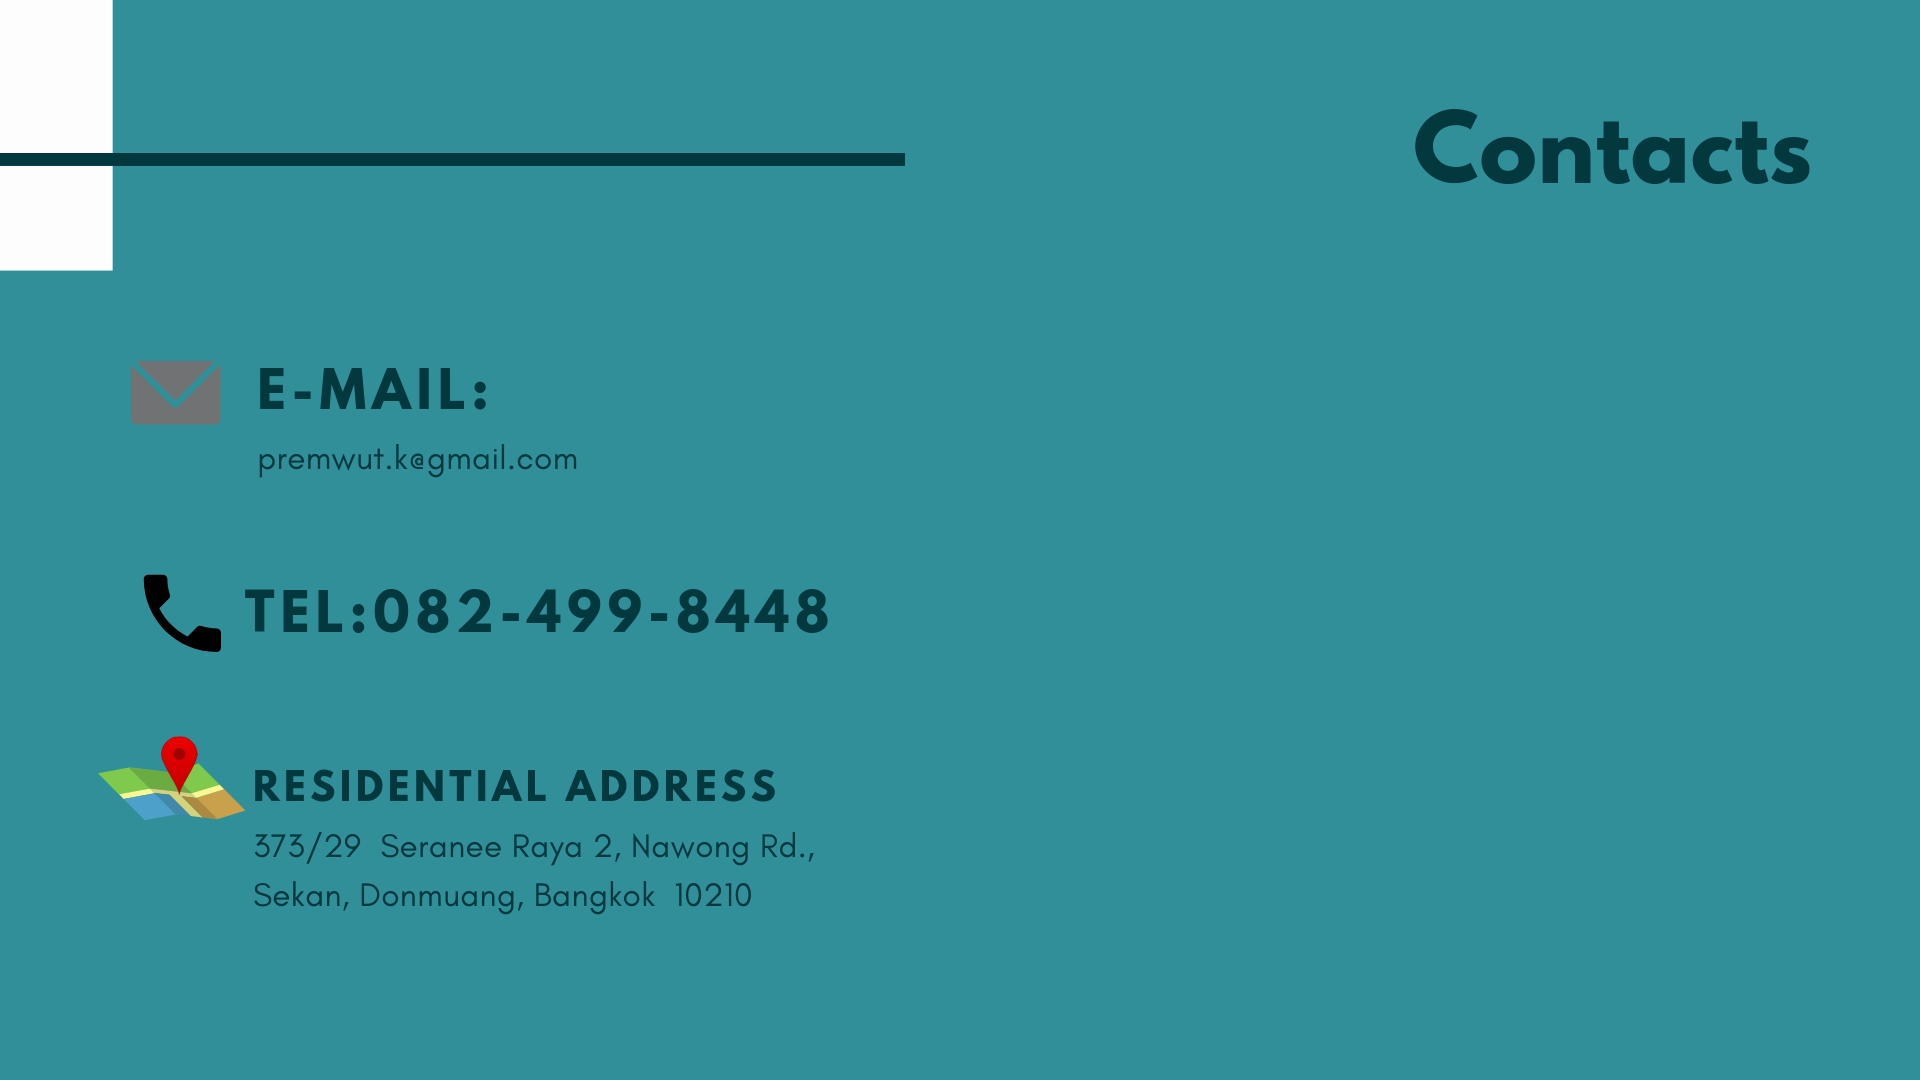 Contacts
E-MAIL:
premwut.k@gmail.com
TEL:082-499-8448
RESIDENTIAL ADDRESS
373/29  Seranee Raya 2, Nawong Rd.,
Sekan, Donmuang, Bangkok  10210